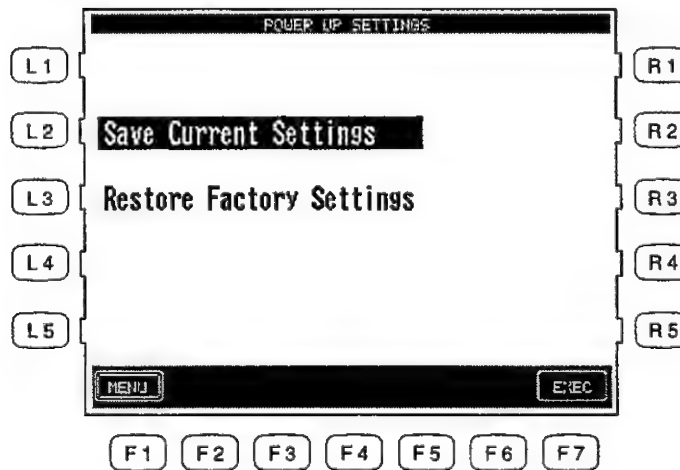 POWER UP SETTINGS
L1 R1
L2 Save Current Settings R2
L3 Restore Factory Settings R3
L4 R4
L5 R5
MENU EXEC
F1 F2 F3 F4 F5 F6 F7